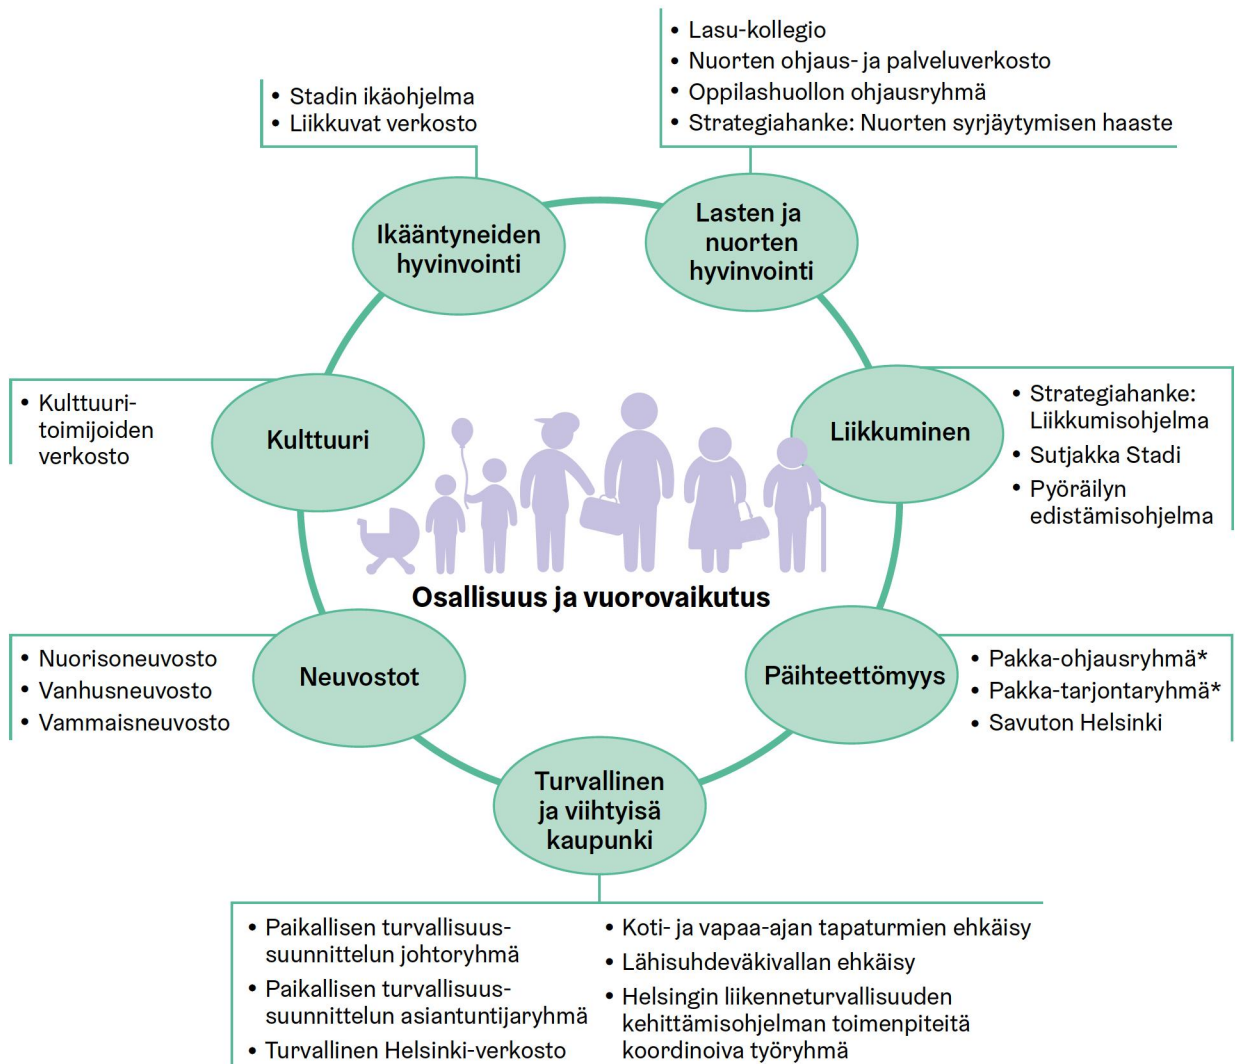 • Lasu-kollegio
• Nuorten ohjaus- ja palveluverkosto
• Oppilashuollon ohjausryhmä
• Strategiahanke: Nuorten syrjäytymisen haaste
• Stadin ikäohjelma
• Liikkuvat verkosto
Ikääntyneiden
hyvinvointi
Lasten ja
nuorten
hyvinvointi
• Kulttuuri-
toimijoiden
verkosto
Kulttuuri
Liikkuminen
• Strategiahanke:
Liikkumisohjelma
• Sutjakka Stadi
• Pyöräilyn
edistämisohjelma
Osallisuus ja vuorovaikutus
• Nuorisoneuvosto
• Vanhusneuvosto
• Vammaisneuvosto
Neuvostot
Päihteettömyys
• Pakka-ohjausryhmä*
• Pakka-tarjontaryhmä*
• Savuton Helsinki
Turvallinen
ja viihtyisä
kaupunki
• Paikallisen turvallisuus-
suunnittelun johtoryhmä
• Paikallisen turvallisuus-
suunnittelun asiantuntijaryhmä
• Turvallinen Helsinki-verkosto
• Koti- ja vapaa-ajan tapaturmien ehkäisy
• Lähisuhdeväkivallan ehkäisy
• Helsingin liikenneturvallisuuden
kehittämisohjelman toimenpiteitä
koordinoiva työryhmä